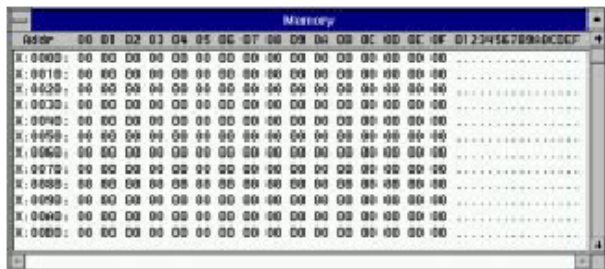 Memory
Addr 00 01 02 03 04 05 06 07 08 09 0A 0B 0C 0D 0E 0F 0123456789ABCDEF
X:0000: 00 00 00 00 00 00 00 00 00 00 00 00 00 00 00 00 ................
X:0010: 00 00 00 00 00 00 00 00 00 00 00 00 00 00 00 00 ................
X:0020: 00 00 00 00 00 00 00 00 00 00 00 00 00 00 00 00 ................
X:0030: 00 00 00 00 00 00 00 00 00 00 00 00 00 00 00 00 ................
X:0040: 00 00 00 00 00 00 00 00 00 00 00 00 00 00 00 00 ................
X:0050: 00 00 00 00 00 00 00 00 00 00 00 00 00 00 00 00 ................
X:0060: 00 00 00 00 00 00 00 00 00 00 00 00 00 00 00 00 ................
X:0070: 00 00 00 00 00 00 00 00 00 00 00 00 00 00 00 00 ................
X:0080: 00 00 00 00 00 00 00 00 00 00 00 00 00 00 00 00 ................
X:0090: 00 00 00 00 00 00 00 00 00 00 00 00 00 00 00 00 ................
X:00A0: 00 00 00 00 00 00 00 00 00 00 00 00 00 00 00 00 ................
X:00B0: 00 00 00 00 00 00 00 00 00 00 00 00 00 00 00 00 ................